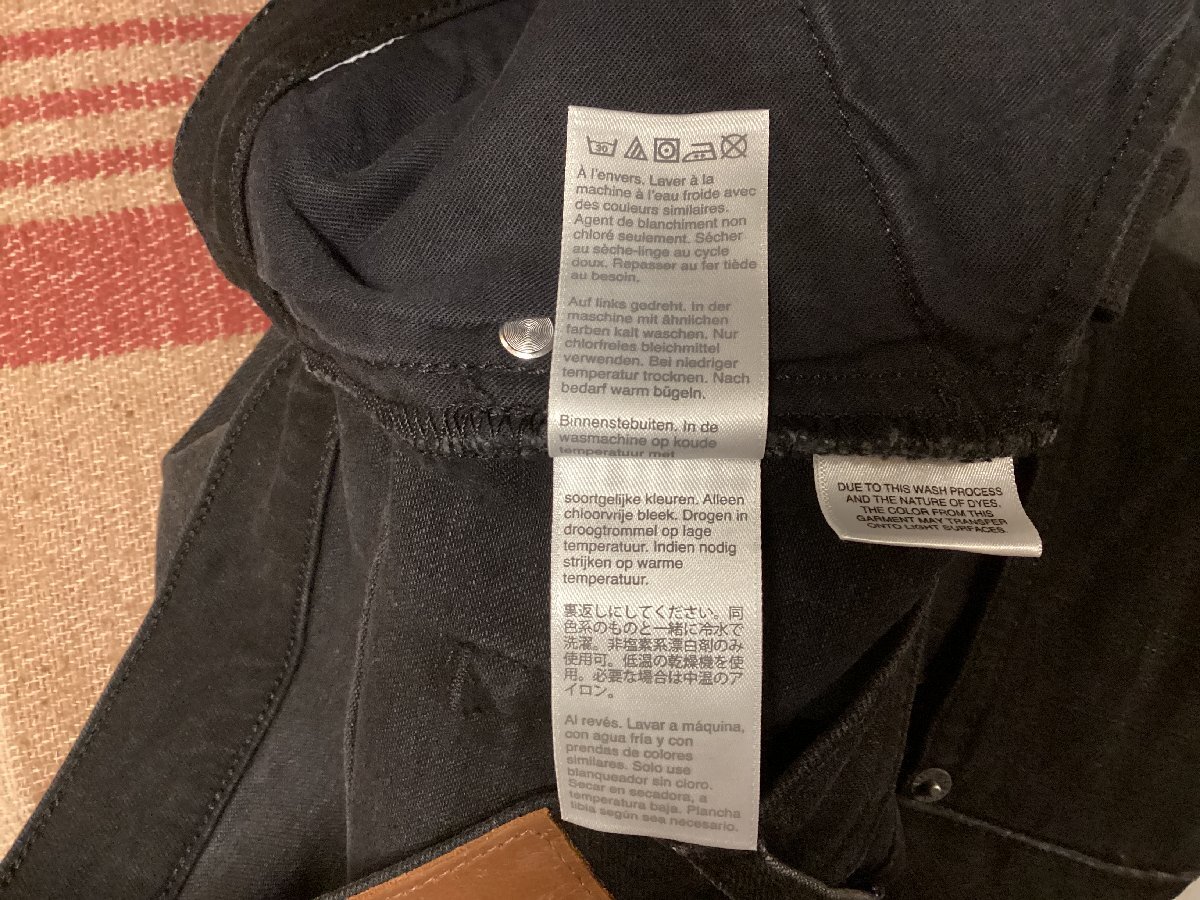 30
À l'envers. Laver à la
machine à l'eau froide avec
des couleurs similaires.
Agent de blanchiment non
chloré seulement. Sécher
au sèche-linge au cycle
doux. Repasser au fer tiède
au besoin.
Auf links gedreht. In der
maschine mit ähnlichen
farben kalt waschen. Nur
chlorfreies bleichmittel
verwenden. Bei niedriger
temperatur trocknen. Nach
bedarf warm bügeln.
Binnenstebuiten. In de
wasmachine op koude
temperatuur met
soortgelijke kleuren. Alleen
chloorvrije bleek. Drogen in
droogtrommel op lage
temperatuur. Indien nodig
strijken op warme
temperatuur.
裏返しにしてください。同
色系のものと一緒に冷水で
洗濯。非塩素系漂白剤のみ
使用可。低温の乾燥機を使
用。必要な場合は中温のア
イロン。
Al revés. Lavar a máquina,
con agua fría y con
prendas de colores
similares. Solo use
blanqueador sin cloro.
Secar en secadora, a
temperatura baja. Plancha
tibia según sea necesario.
DUE TO THIS WASH PROCESS
AND THE NATURE OF DYES,
THE COLOR FROM THIS
GARMENT MAY TRANSFER
ONTO LIGHT SURFACES